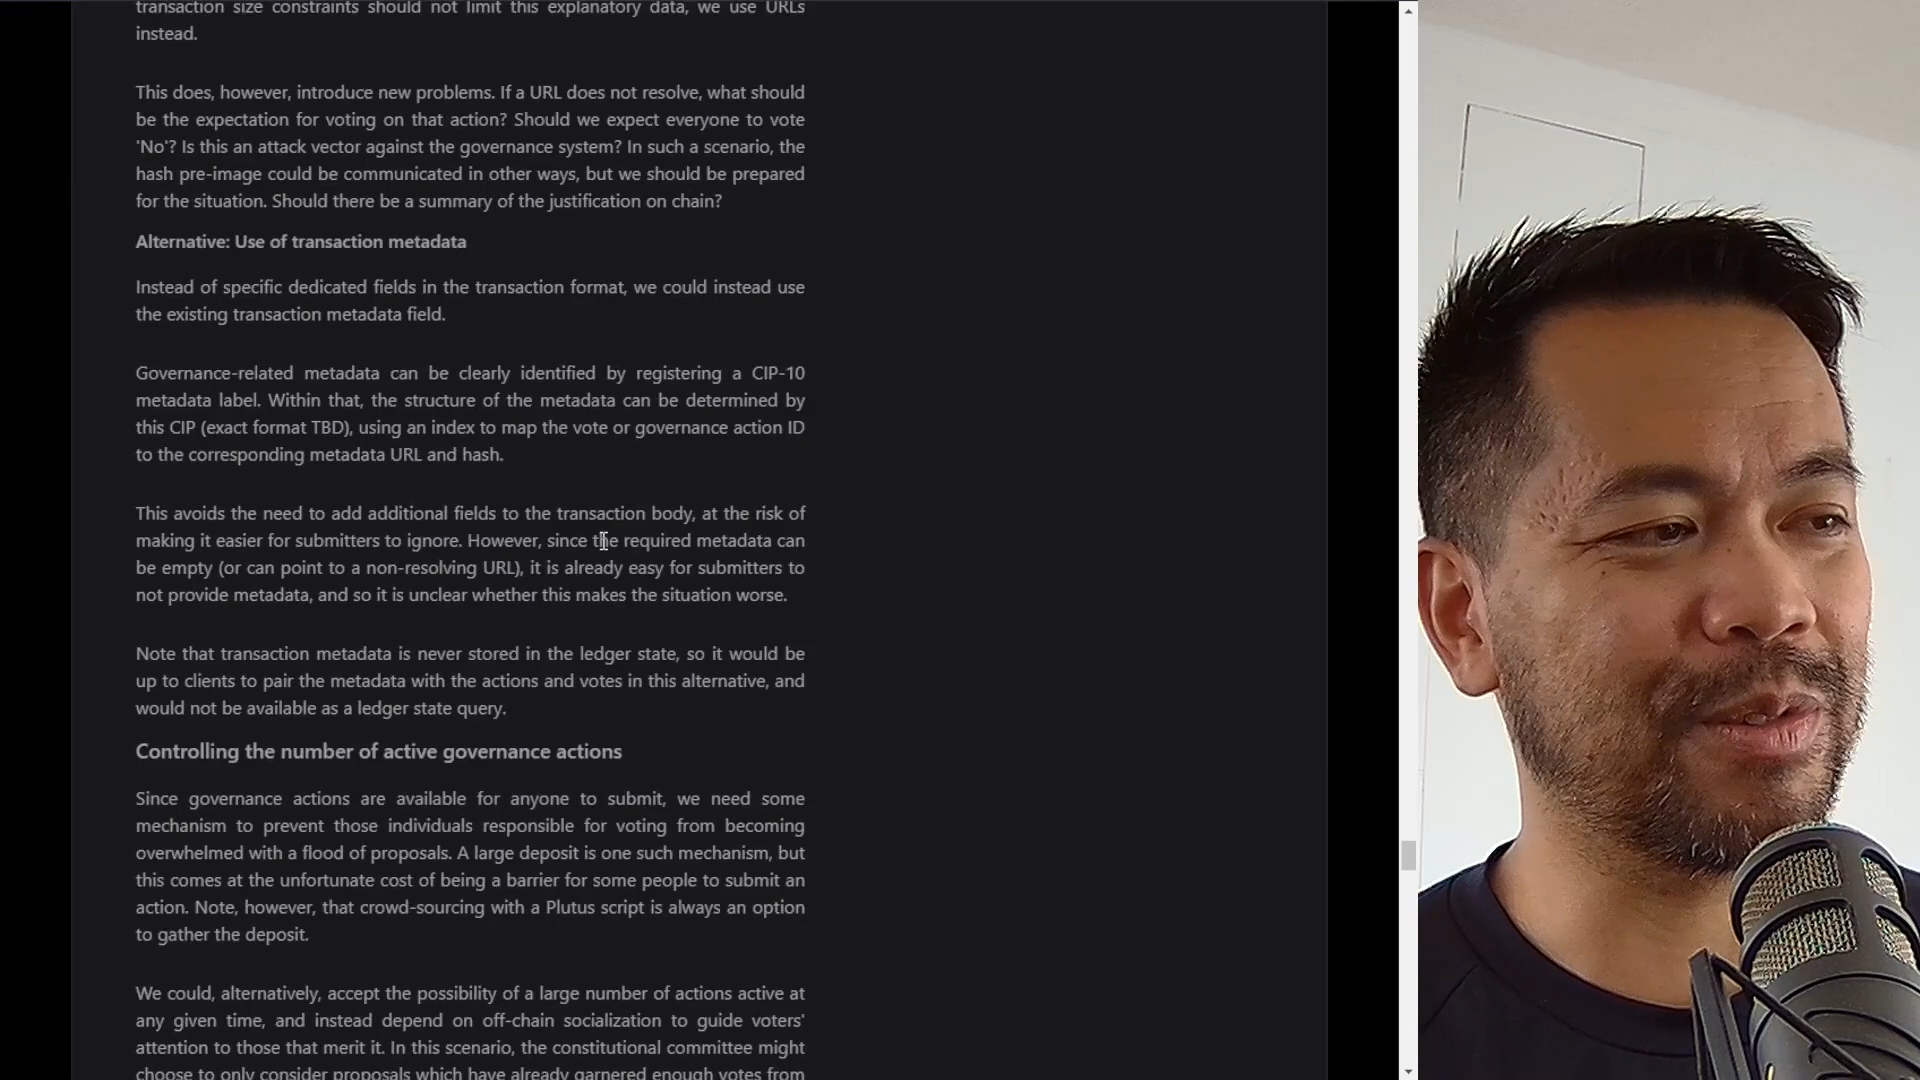 transaction size constraints should not limit this explanatory data, we use URLs
instead.
This does, however, introduce new problems. If a URL does not resolve, what should
be the expectation for voting on that action? Should we expect everyone to vote
'No'? Is this an attack vector against the governance system? In such a scenario, the
hash pre-image could be communicated in other ways, but we should be prepared
for the situation. Should there be a summary of the justification on chain?
Alternative: Use of transaction metadata
Instead of specific dedicated fields in the transaction format, we could instead use
the existing transaction metadata field.
Governance-related metadata can be clearly identified by registering a CIP-10
metadata label. Within that, the structure of the metadata can be determined by
this CIP (exact format TBD), using an index to map the vote or governance action ID
to the corresponding metadata URL and hash.
This avoids the need to add additional fields to the transaction body, at the risk of
making it easier for submitters to ignore. However, since the required metadata can
be empty (or can point to a non-resolving URL), it is already easy for submitters to
not provide metadata, and so it is unclear whether this makes the situation worse.
Note that transaction metadata is never stored in the ledger state, so it would be
up to clients to pair the metadata with the actions and votes in this alternative, and
would not be available as a ledger state query.
Controlling the number of active governance actions
Since governance actions are available for anyone to submit, we need some
mechanism to prevent those individuals responsible for voting from becoming
overwhelmed with a flood of proposals. A large deposit is one such mechanism, but
this comes at the unfortunate cost of being a barrier for some people to submit an
action. Note, however, that crowd-sourcing with a Plutus script is always an option
to gather the deposit.
We could, alternatively, accept the possibility of a large number of actions active at
any given time, and instead depend on off-chain socialization to guide voters'
attention to those that merit it. In this scenario, the constitutional committee might
choose to only consider proposals which have already garnered enough votes from